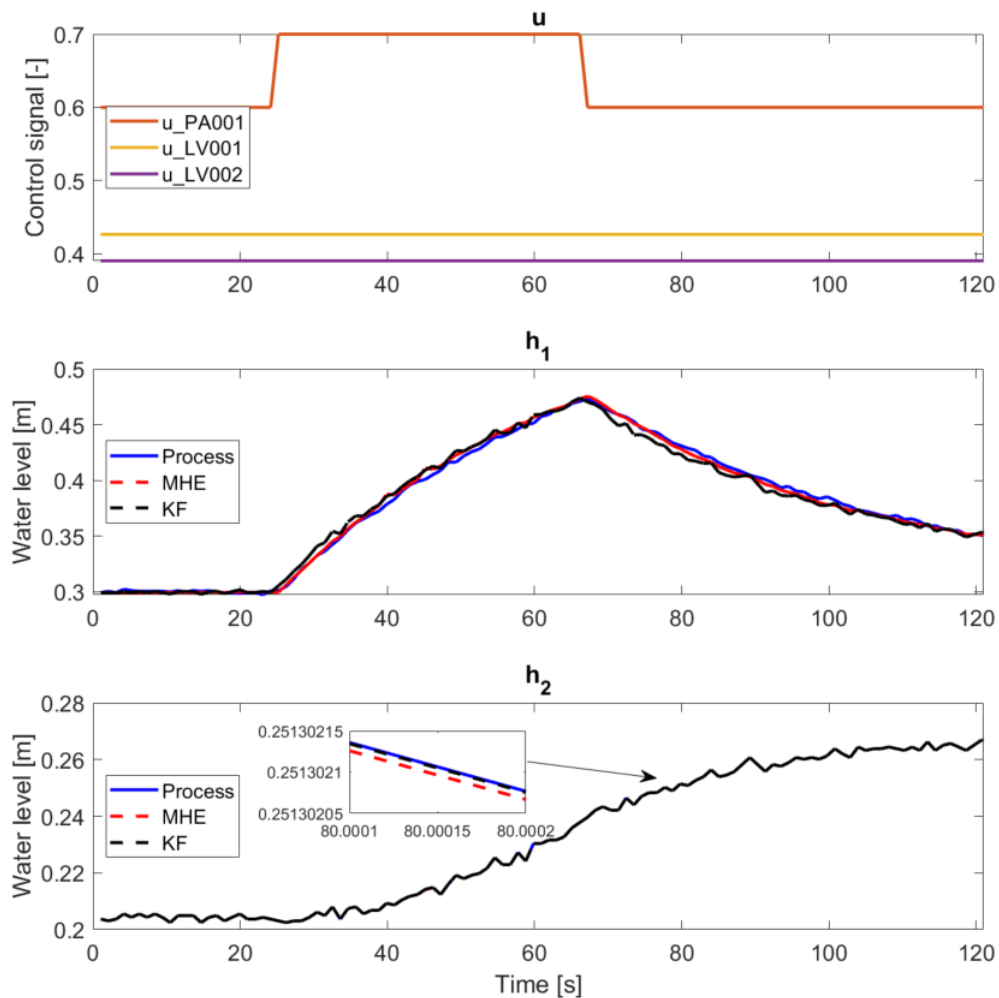 u
Control signal [-]
0.7
0.6
0.5
0.4
u_PA001
u_LV001
u_LV002
0 20 40 60 80 100 120
h1
Water level [m]
0.5
0.45
0.4
0.35
0.3
Process
MHE
KF
0 20 40 60 80 100 120
h2
Water level [m]
0.28
0.26
0.24
0.22
0.2
0.25130215
0.2513021
0.25130205
80.0001 80.00015 80.0002
Process
MHE
KF
0 20 40 60 80 100 120
Time [s]